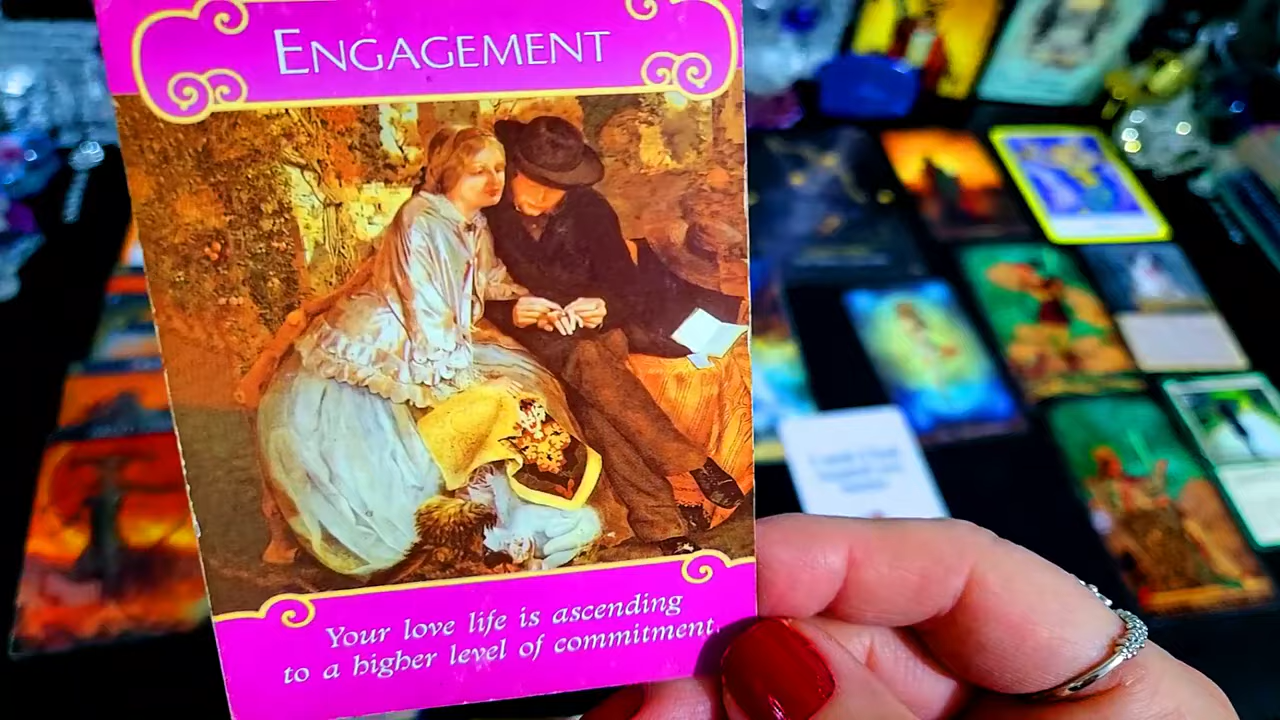 ENGAGEMENT
Your love life is ascending
to a higher level of commitment.